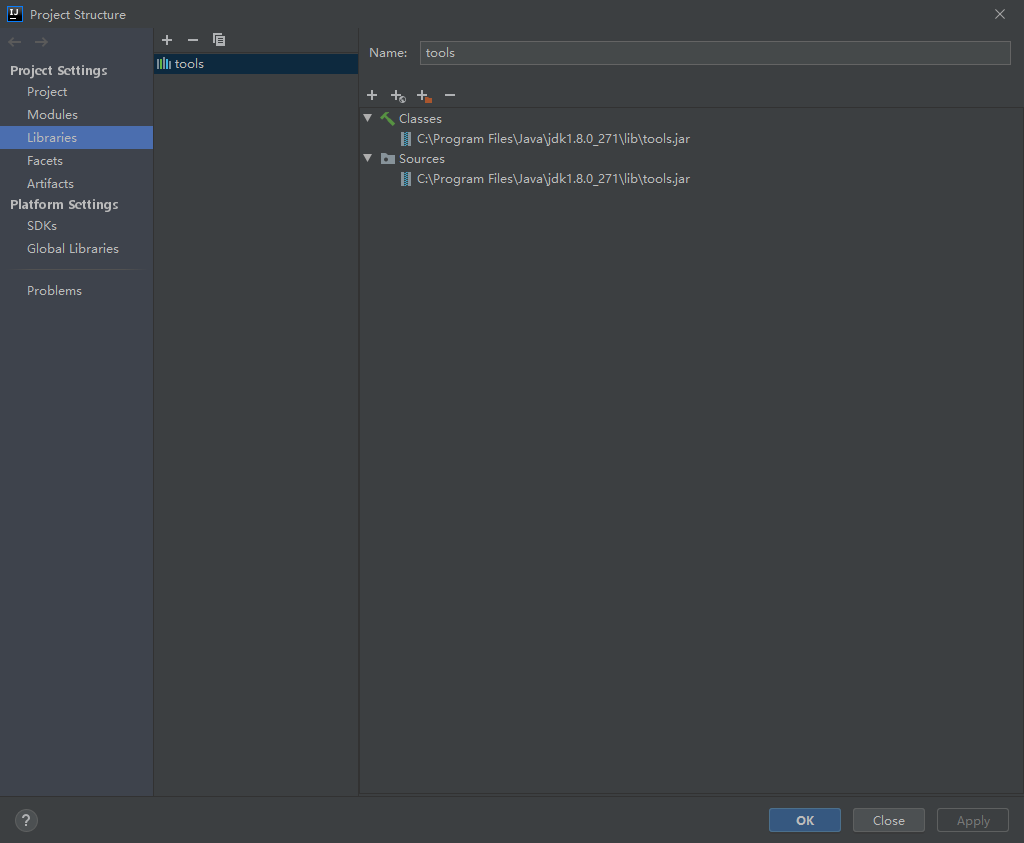 Project Structure
Project Settings
Project
Modules
Libraries
Facets
Artifacts
Platform Settings
SDKs
Global Libraries
Problems
tools
Name: tools
Classes
C:\Program Files\Java\jdk1.8.0_271\lib\tools.jar
Sources
C:\Program Files\Java\jdk1.8.0_271\lib\tools.jar
? OK Close Apply